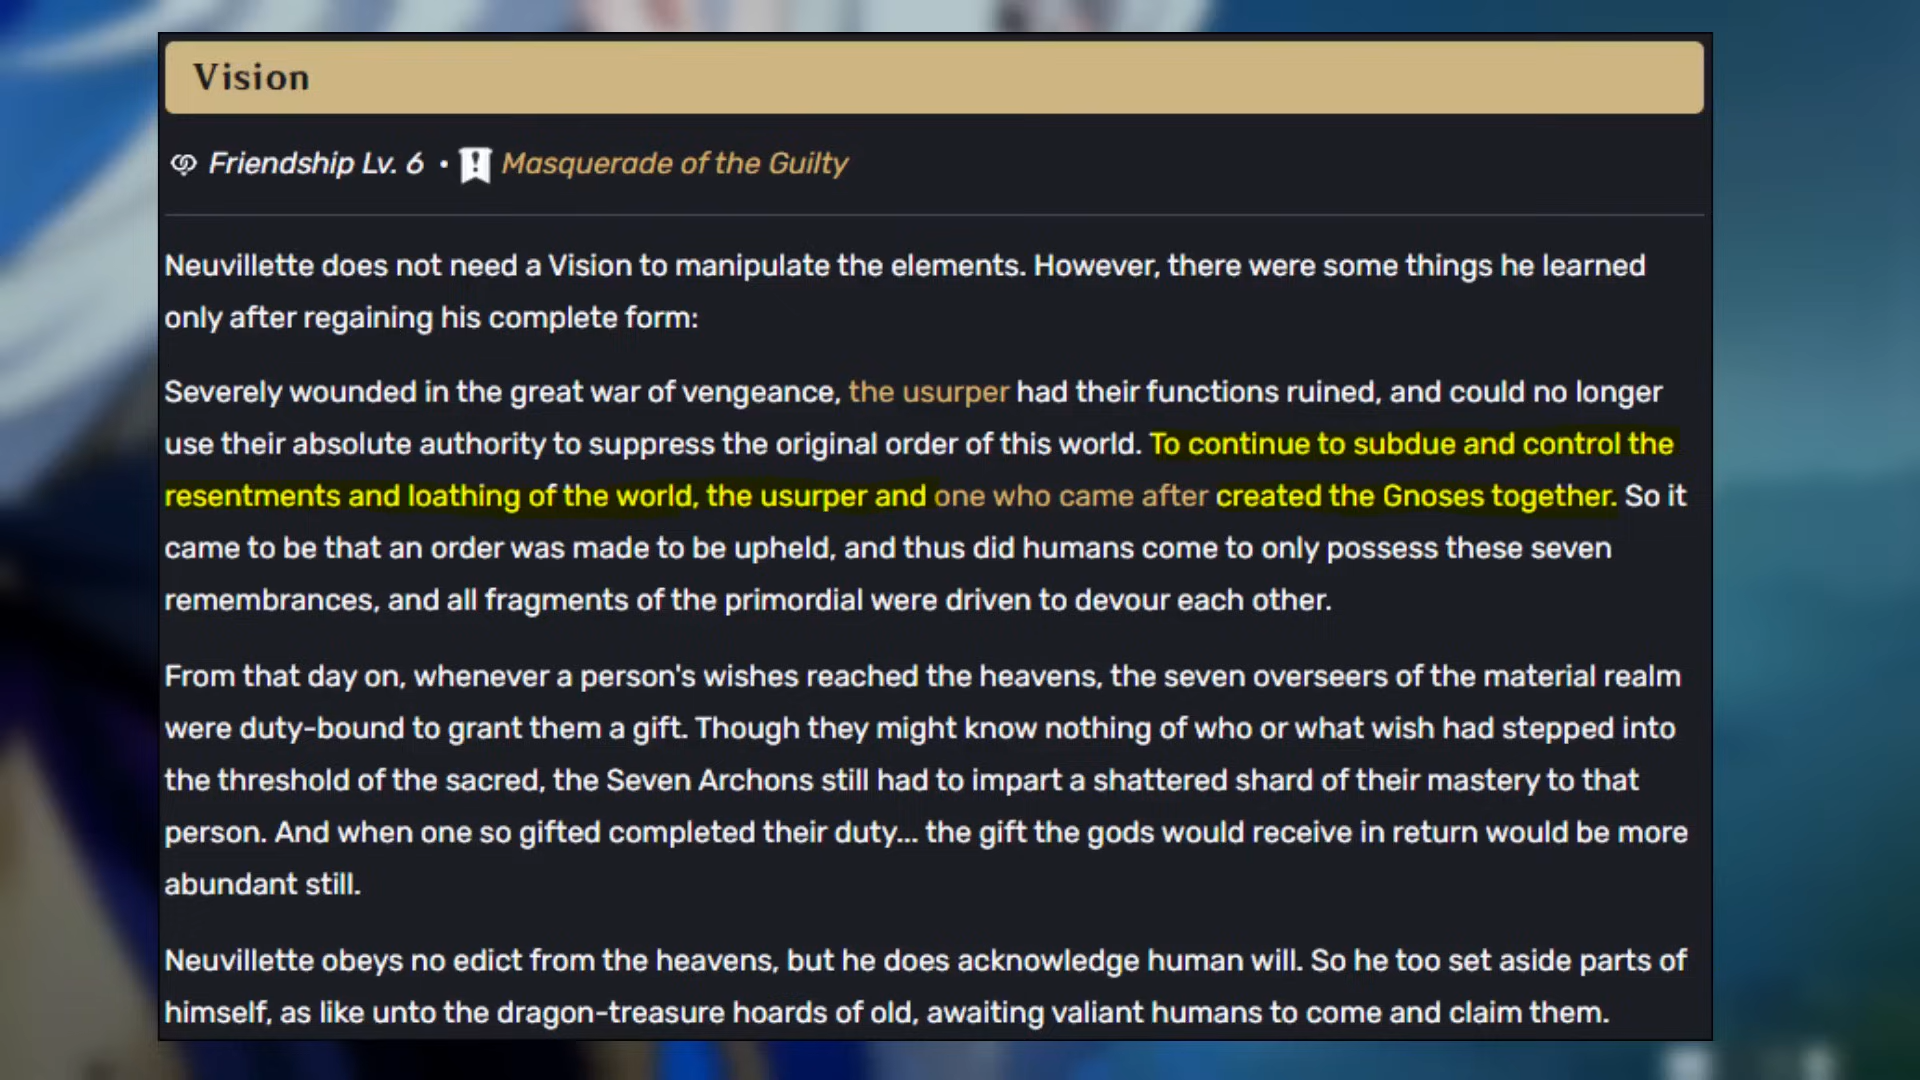 Vision
Friendship Lv. 6 • Masquerade of the Guilty
Neuvillette does not need a Vision to manipulate the elements. However, there were some things he learned
only after regaining his complete form:
Severely wounded in the great war of vengeance, the usurper had their functions ruined, and could no longer
use their absolute authority to suppress the original order of this world. To continue to subdue and control the
resentments and loathing of the world, the usurper and one who came after created the Gnoses together. So it
came to be that an order was made to be upheld, and thus did humans come to only possess these seven
remembrances, and all fragments of the primordial were driven to devour each other.
From that day on, whenever a person's wishes reached the heavens, the seven overseers of the material realm
were duty-bound to grant them a gift. Though they might know nothing of who or what wish had stepped into
the threshold of the sacred, the Seven Archons still had to impart a shattered shard of their mastery to that
person. And when one so gifted completed their duty... the gift the gods would receive in return would be more
abundant still.
Neuvillette obeys no edict from the heavens, but he does acknowledge human will. So he too set aside parts of
himself, as like unto the dragon-treasure hoards of old, awaiting valiant humans to come and claim them.